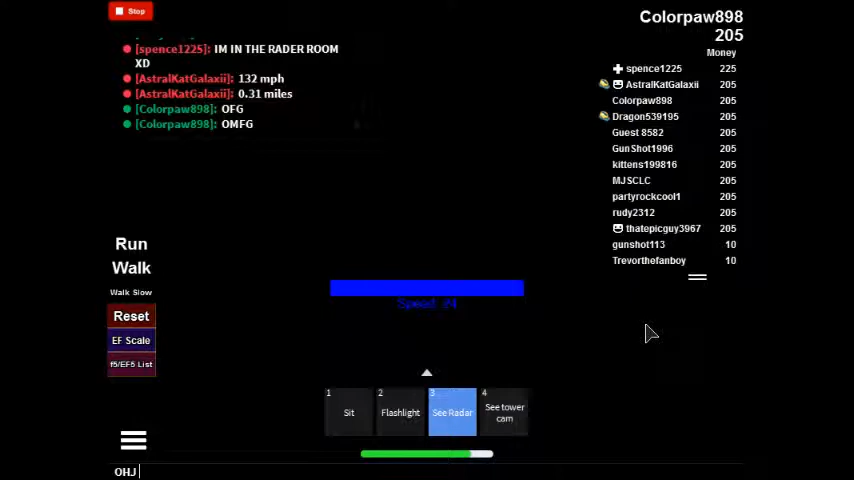 Stop
Colorpaw898
205
Money
[spence1225]: IM IN THE RADER ROOM
XD
[AstralKatGalaxii]: 132 mph
[AstralKatGalaxii]: 0.31 miles
[Colorpaw898]: OFG
[Colorpaw898]: OMFG
spence1225 225
AstralKatGalaxii 205
Colorpaw898 205
Dragon539195 205
Guest 8582 205
GunShot1996 205
kittens199816 205
MJSCLC 205
partyrockcool1 205
rudy2312 205
thatepicguy3967 205
gunshot113 10
Trevorthefanboy 10
Run
Walk
Walk Slow
Reset
EF Scale
f5/EF5 List
Speed 24
1 Sit
2 Flashlight
3 See Radar
4 See tower
cam
OHJ